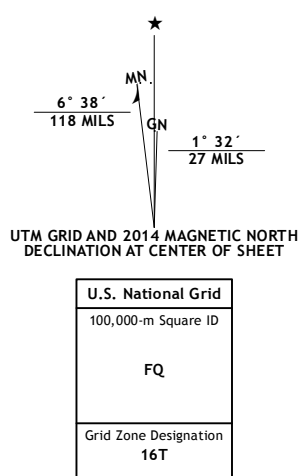 MN
GN
6° 38´
118 MILS
1° 32´
27 MILS
UTM GRID AND 2014 MAGNETIC NORTH
DECLINATION AT CENTER OF SHEET
U.S. National Grid
100,000-m Square ID
FQ
Grid Zone Designation
16T